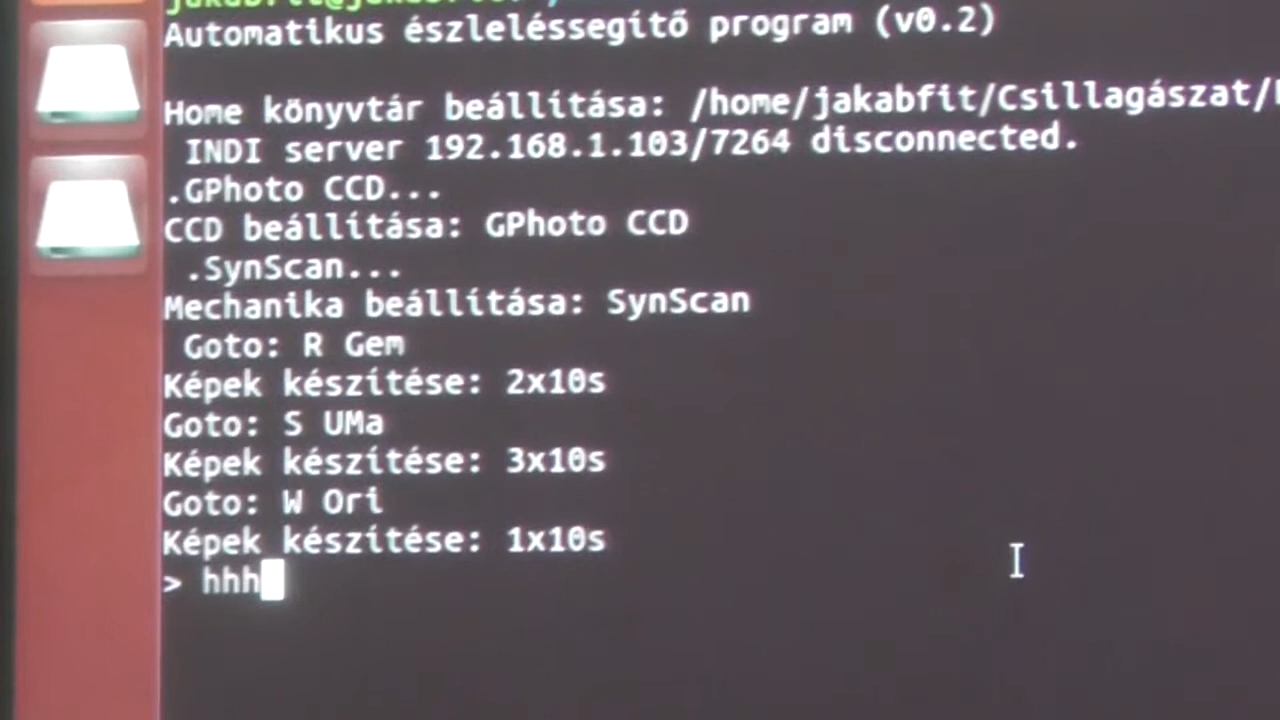 Automatikus észleléssegítő program (v0.2)
Home könyvtár beállítása: /home/jakabfit/Csillagászat/
INDI server 192.168.1.103/7264 disconnected.
.GPhoto CCD...
CCD beállítása: GPhoto CCD
.SynScan...
Mechanika beállítása: SynScan
Goto: R Gem
Képek készítése: 2x10s
Goto: S UMa
Képek készítése: 3x10s
Goto: W Ori
Képek készítése: 1x10s
> hhh